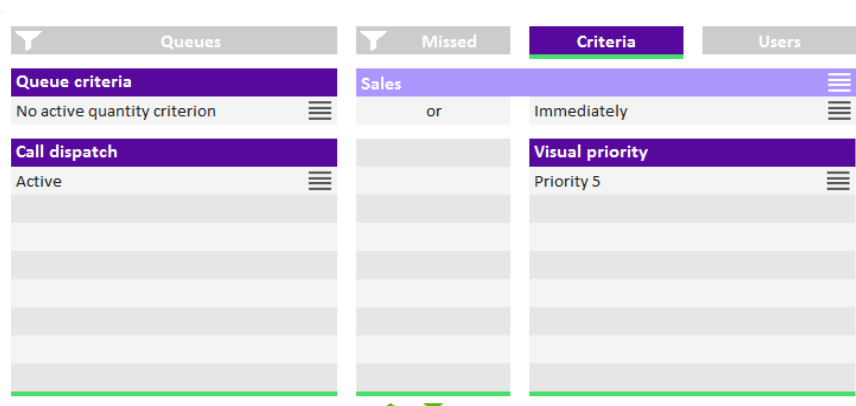 Queues Missed Criteria Users
Queue criteria Sales
No active quantity criterion or Immediately
Call dispatch Visual priority
Active Priority 5